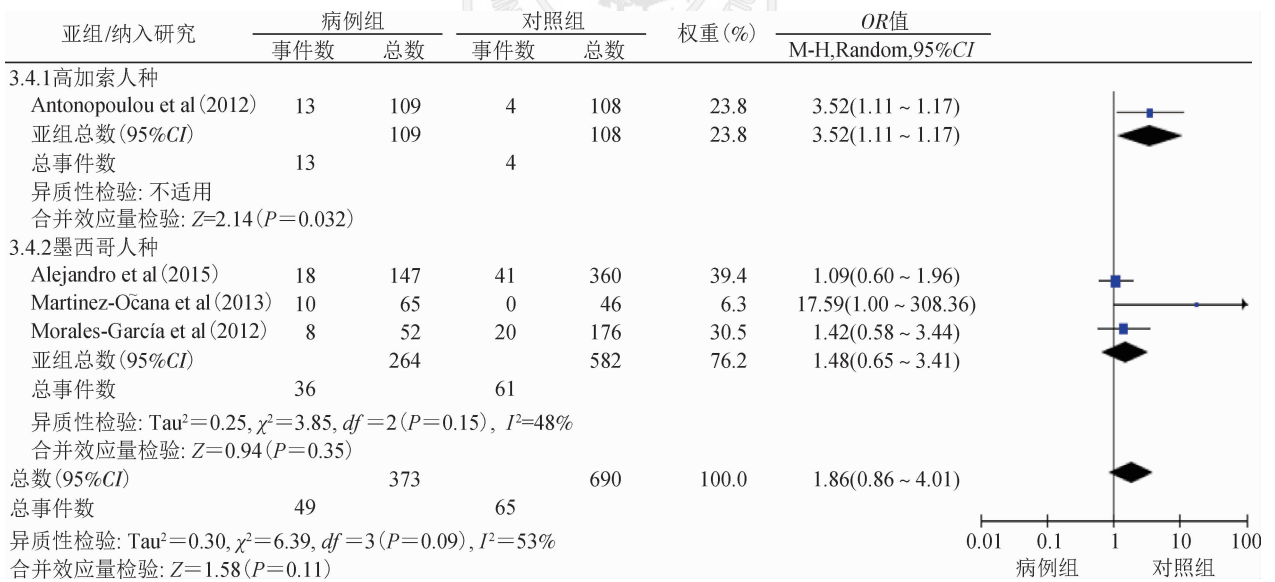 亚组/纳入研究 病例组 对照组 权重(%) OR值
事件数 总数 事件数 总数 M-H,Random,95%CI
3.4.1高加索人种
Antonopoulou et al(2012) 13 109 4 108 23.8 3.52(1.11~1.17)
亚组总数(95%CI) 109 108 23.8 3.52(1.11~1.17)
总事件数 13 4
异质性检验: 不适用
合并效应量检验: Z=2.14(P=0.032)
3.4.2墨西哥人种
Alejandro et al(2015) 18 147 41 360 39.4 1.09(0.60~1.96)
Martinez-Oc̃ana et al(2013) 10 65 0 46 6.3 17.59(1.00~308.36)
Morales-García et al(2012) 8 52 20 176 30.5 1.42(0.58~3.44)
亚组总数(95%CI) 264 582 76.2 1.48(0.65~3.41)
总事件数 36 61
异质性检验: Tau²=0.25, χ²=3.85, df=2(P=0.15), I²=48%
合并效应量检验: Z=0.94(P=0.35)
总数(95%CI) 373 690 100.0 1.86(0.86~4.01)
总事件数 49 65
异质性检验: Tau²=0.30, χ²=6.39, df=3(P=0.09), I²=53%
合并效应量检验: Z=1.58(P=0.11)
0.01 0.1 1 10 100
病例组 对照组